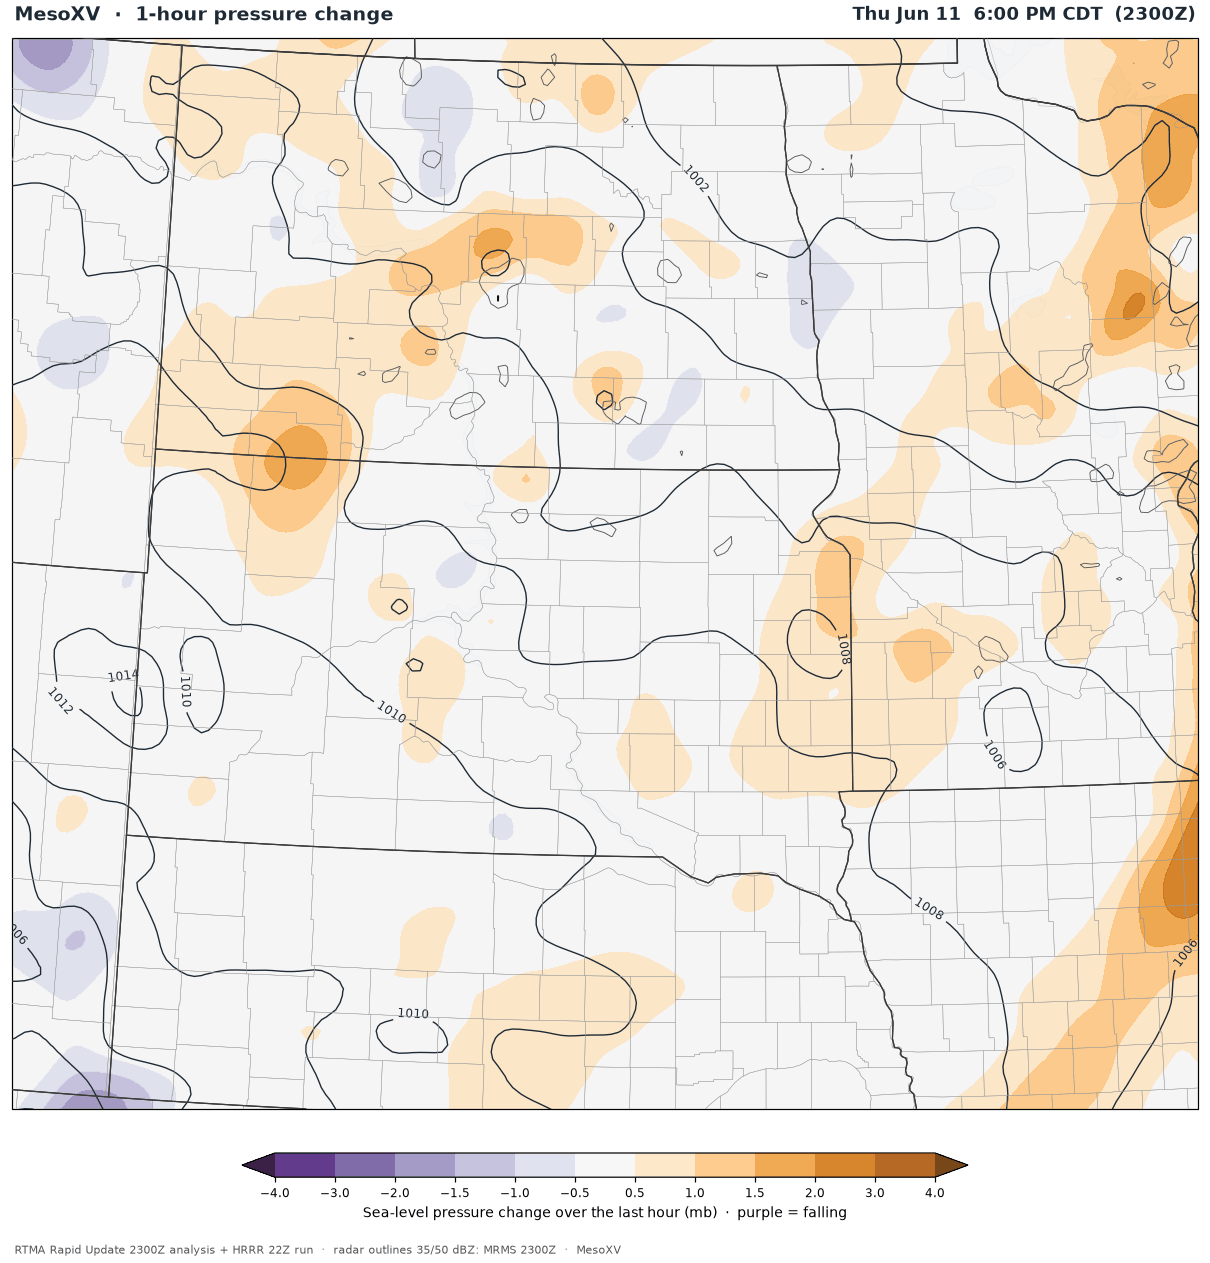 MesoXV · 1-hour pressure change
Thu Jun 11 6:00 PM CDT (2300Z)
1002
1008
1014
1012
1010
1010
1006
1008
06
1006
1010
−4.0 −3.0 −2.0 −1.5 −1.0 −0.5 0.5 1.0 1.5 2.0 3.0 4.0
Sea-level pressure change over the last hour (mb) · purple = falling
RTMA Rapid Update 2300Z analysis + HRRR 22Z run · radar outlines 35/50 dBZ: MRMS 2300Z · MesoXV